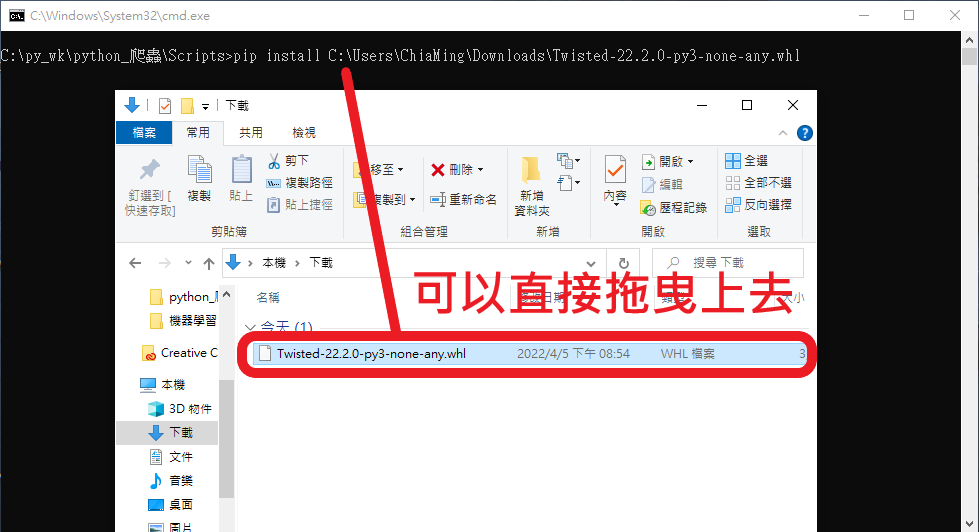 C:\Windows\System32\cmd.exe
C:\py_wk\python_爬蟲\Scripts>pip install C:\Users\ChiaMing\Downloads\Twisted-22.2.0-py3-none-any.whl
下載
檔案 常用 共用 檢視
釘選到 [
快速存取]
複製
貼上
剪下
複製路徑
貼上捷徑
剪貼簿
移至
複製到
刪除
重新命名
組合管理
新增
資料夾
新增
內容
開啟
編輯
歷程記錄
開啟
全選
全部不選
反向選擇
選取
本機 › 下載
搜尋 下載
可以直接拖曳上去
python_
機器學習
Creative C
本機
3D 物件
下載
文件
音樂
桌面
圖片
名稱
今天 (1)
Twisted-22.2.0-py3-none-any.whl 2022/4/5 下午 08:54 WHL 檔案 3